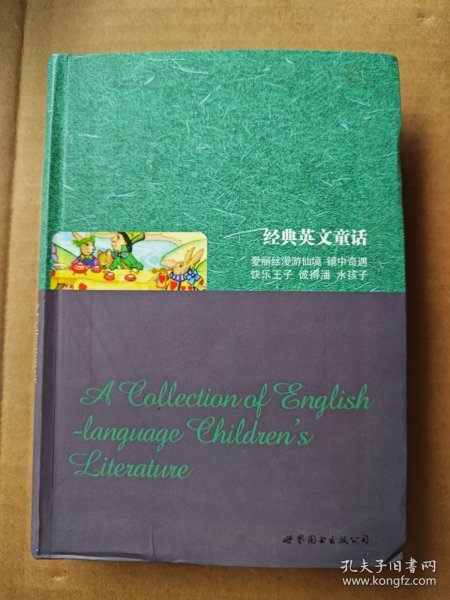 经典英文童话
爱丽丝漫游仙境 镜中奇遇
快乐王子 彼得潘 水孩子
A Collection of English
-language Children's
Literature
世界图书出版公司
孔夫子旧书网
www.kongfz.com